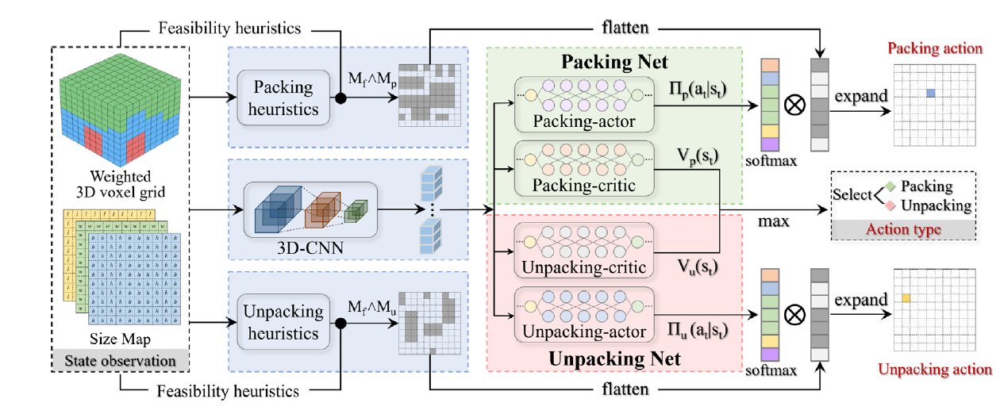 Feasibility heuristics
flatten
Packing Net
Packing action
Packing
heuristics
M_f∧M_p
Π_p(a_t|s_t)
expand
Packing-actor
softmax
V_p(s_t)
Packing-critic
Weighted
3D voxel grid
Select
Packing
Unpacking
Action type
max
3D-CNN
Unpacking-critic
V_u(s_t)
l l l l l l l l l l
w w w w w w w w w w
h h h h h h h h h h
Size Map
State observation
Unpacking
heuristics
M_f∧M_u
Π_u(a_t|s_t)
expand
Unpacking-actor
Unpacking Net
softmax
Unpacking action
Feasibility heuristics
flatten